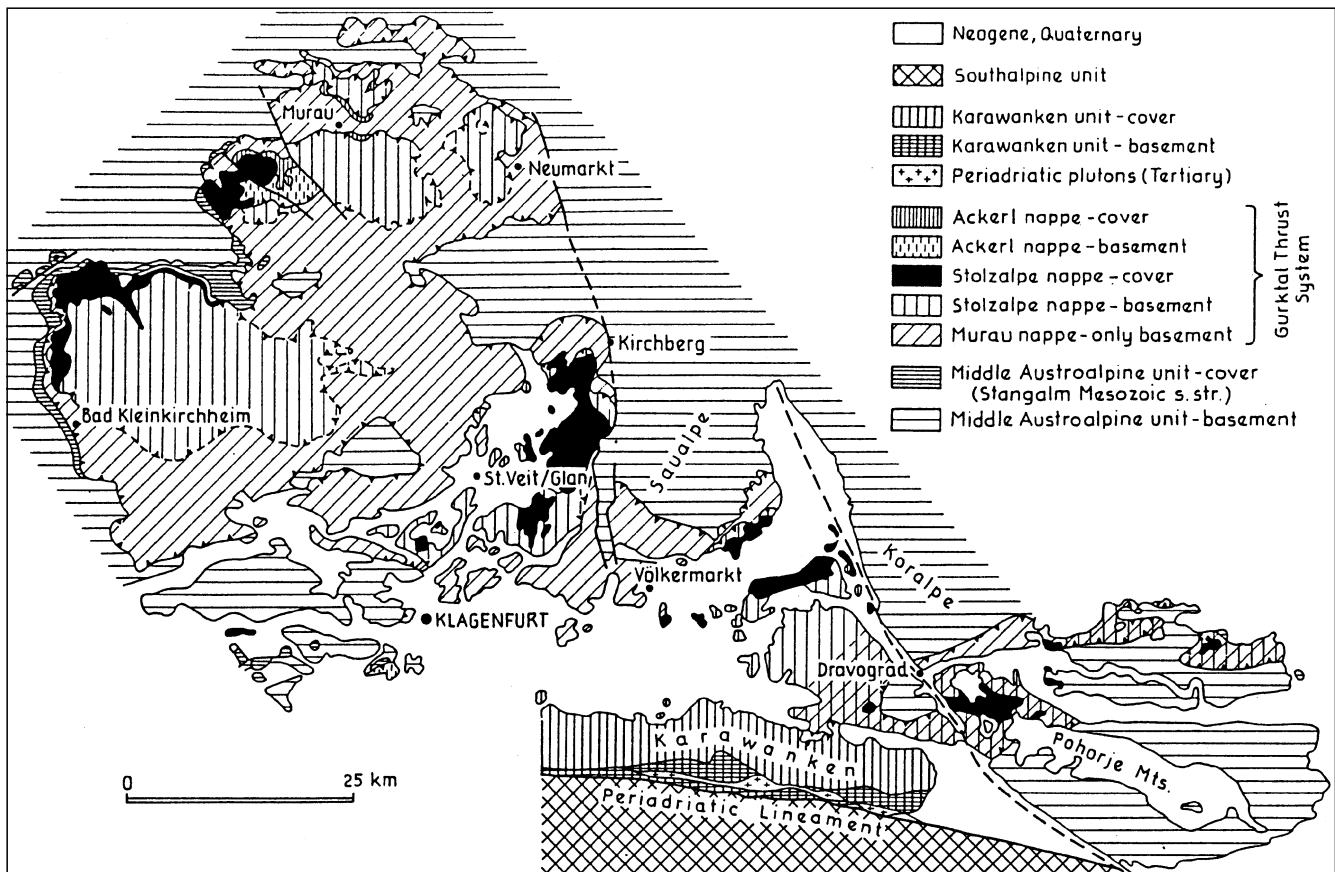 Neogene, Quaternary
Southalpine unit
Karawanken unit-cover
Karawanken unit-basement
Periadriatic plutons (Tertiary)
Ackerl nappe-cover
Ackerl nappe-basement
Stolzalpe nappe-cover
Stolzalpe nappe-basement
Murau nappe-only basement
Gurktal Thrust
System
Middle Austroalpine unit-cover
(Stangalm Mesozoic s.str.)
Middle Austroalpine unit-basement
Murau
Neumarkt
Kirchberg
Bad Kleinkirchheim
Saualpe
St.Veit/Glan
Koralpe
Völkermarkt
KLAGENFURT
Dravograd
Karawanken
Pohorje Mts.
Periadriatic Lineament
0 25 km